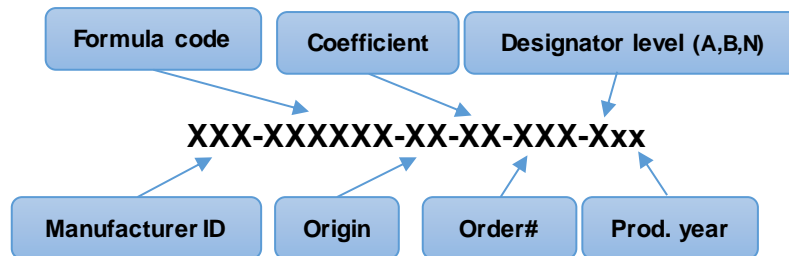 Formula code
Coefficient
Designator level (A,B,N)
XXX-XXXXXX-XX-XX-XXX-Xxx
Manufacturer ID
Origin
Order#
Prod. year